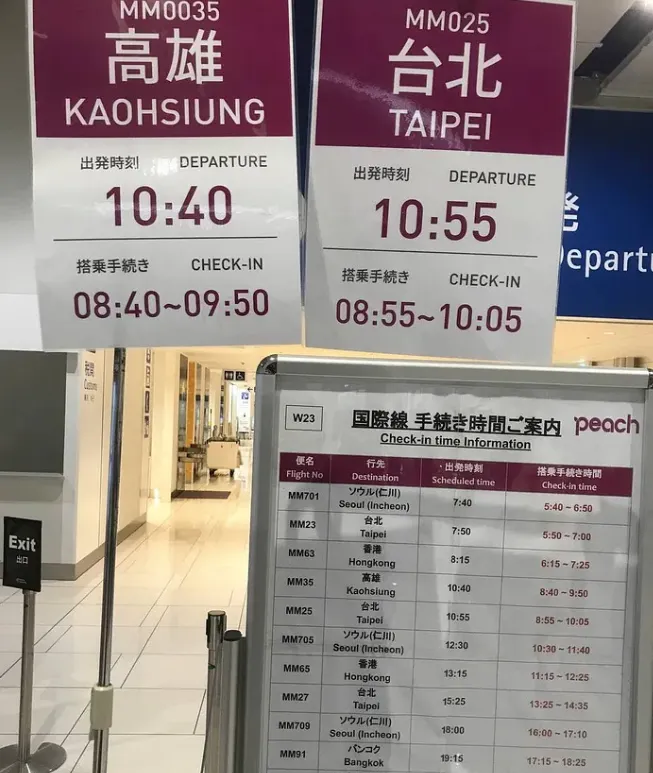 MM0035
高雄
KAOHSIUNG
出発時刻 DEPARTURE
10:40
搭乗手続き CHECK-IN
08:40~09:50
MM025
台北
TAIPEI
出発時刻 DEPARTURE
10:55
搭乗手続き CHECK-IN
08:55~10:05
Exit
出口
W23 国際線 手続き時間ご案内 peach
Check-in time Information
便名 行先 出発時刻 搭乗手続き時間
Flight No Destination Scheduled time Check-in time
MM701 ソウル(仁川) 7:40 5:40 ~ 6:50
Seoul (Incheon)
MM23 台北 7:50 5:50 ~ 7:00
Taipei
MM63 香港 8:15 6:15 ~ 7:25
Hongkong
MM35 高雄 10:40 8:40 ~ 9:50
Kaohsiung
MM25 台北 10:55 8:55 ~ 10:05
Taipei
MM705 ソウル(仁川) 12:30 10:30 ~ 11:40
Seoul (Incheon)
MM65 香港 13:15 11:15 ~ 12:25
Hongkong
MM27 台北 15:25 13:25 ~ 14:35
Taipei
MM709 ソウル(仁川) 18:00 16:00 ~ 17:10
Seoul (Incheon)
MM91 バンコク 19:15 17:15 ~ 18:25
Bangkok